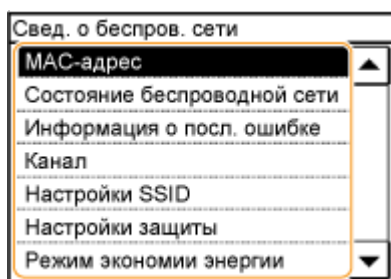 Свед. о беспров. сети
MAC-адрес
Состояние беспроводной сети
Информация о посл. ошибке
Канал
Настройки SSID
Настройки защиты
Режим экономии энергии